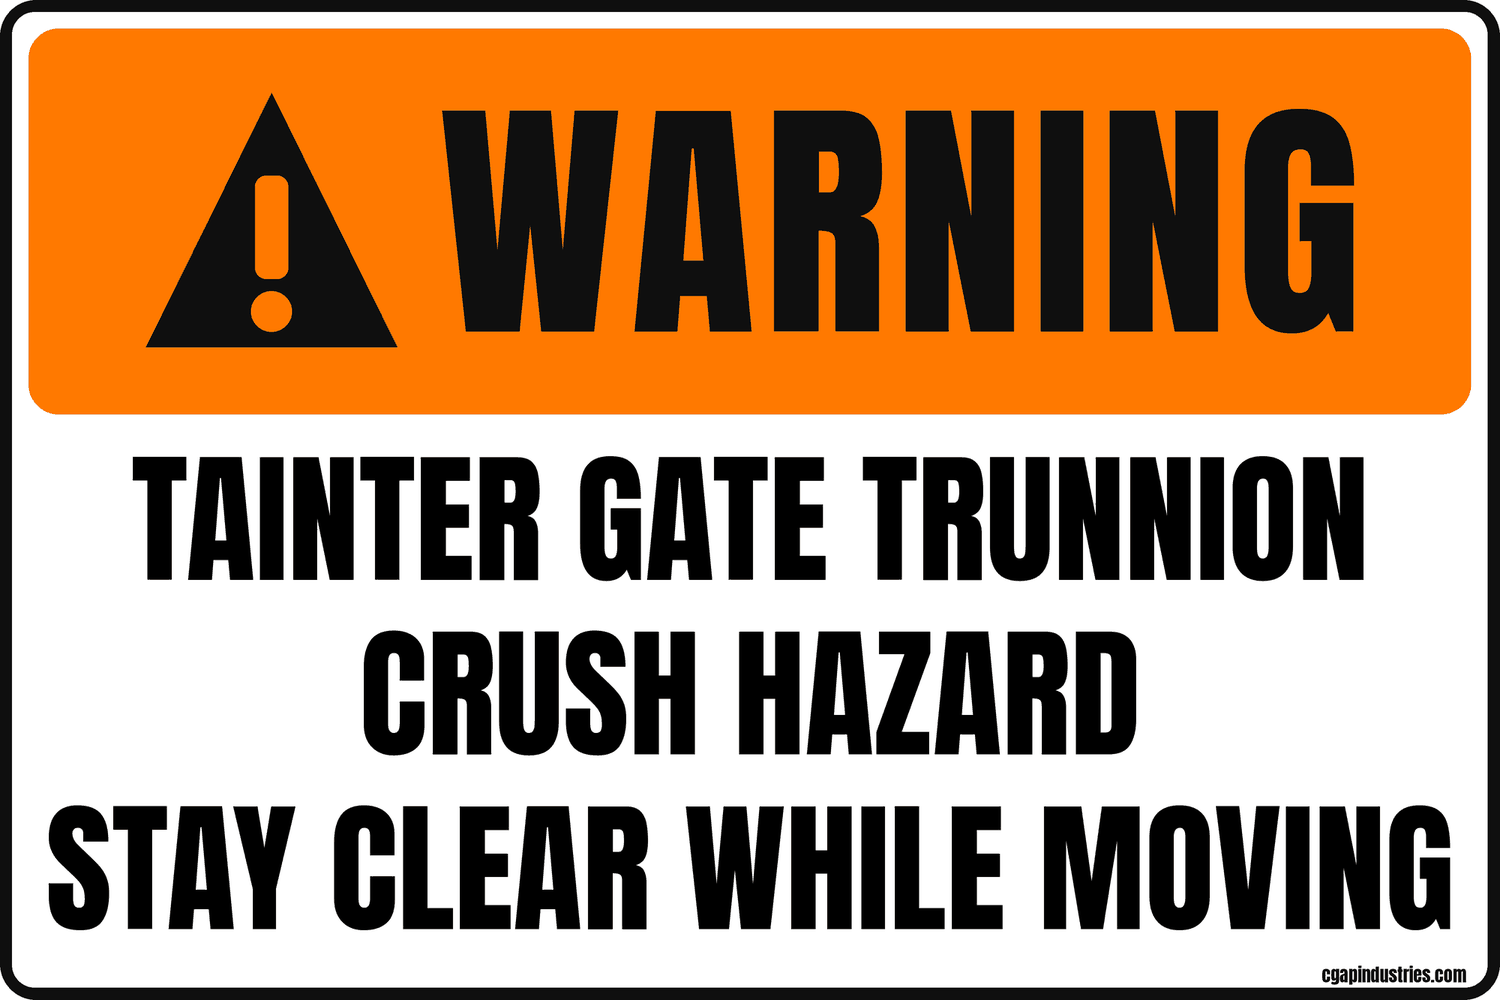 WARNING
TAINTER GATE TRUNNION
CRUSH HAZARD
STAY CLEAR WHILE MOVING
cgapindustries.com